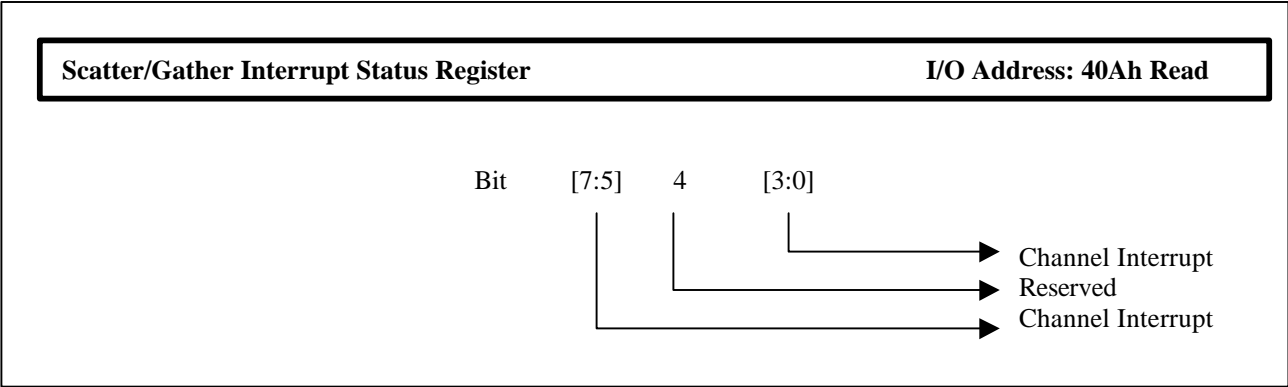 Scatter/Gather Interrupt Status Register I/O Address: 40Ah Read
Bit [7:5] 4 [3:0]
Channel Interrupt
Reserved
Channel Interrupt